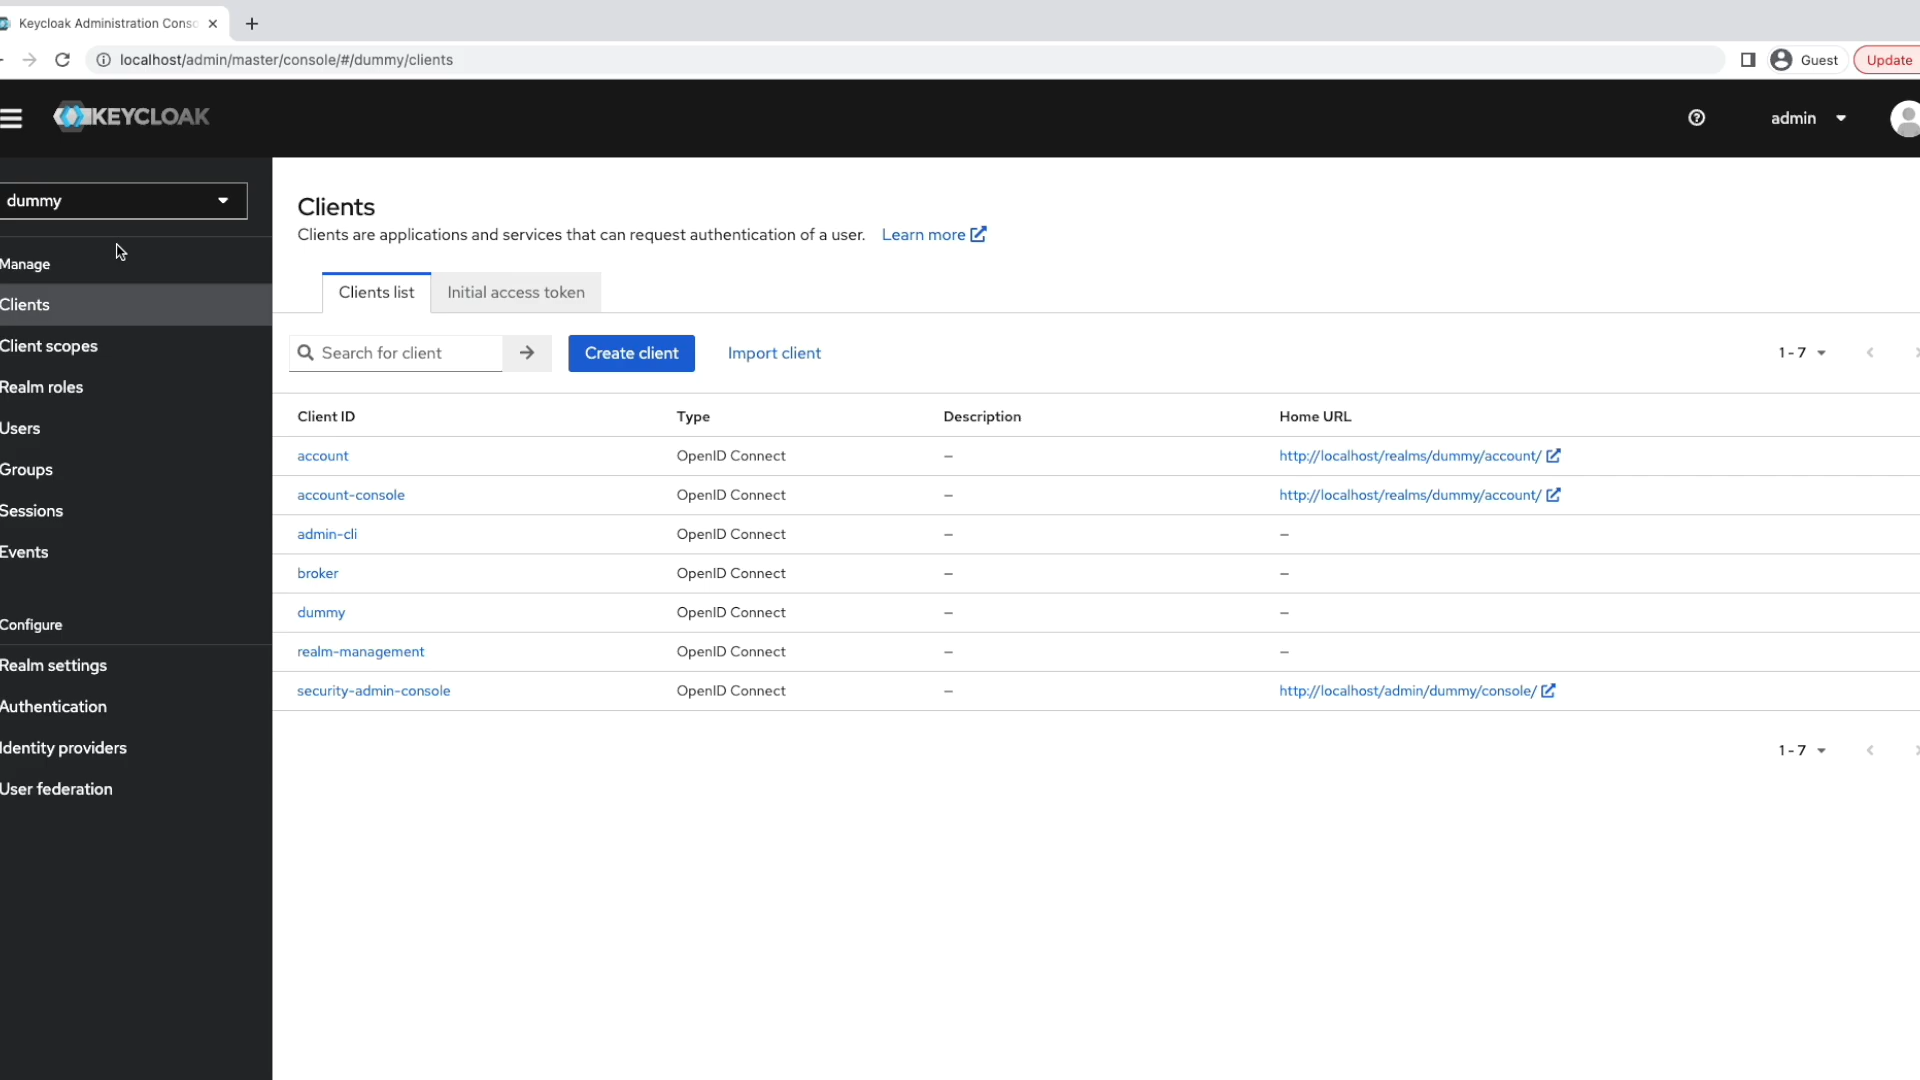 Keycloak Administration Conso
localhost/admin/master/console/#/dummy/clients
Guest
Update
KEYCLOAK
admin
dummy
Manage
Clients
Client scopes
Realm roles
Users
Groups
Sessions
Events
Configure
Realm settings
Authentication
Identity providers
User federation
Clients
Clients are applications and services that can request authentication of a user. Learn more
Clients list Initial access token
Search for client Create client Import client 1 - 7
Client ID Type Description Home URL
account OpenID Connect – http://localhost/realms/dummy/account/
account-console OpenID Connect – http://localhost/realms/dummy/account/
admin-cli OpenID Connect – –
broker OpenID Connect – –
dummy OpenID Connect – –
realm-management OpenID Connect – –
security-admin-console OpenID Connect – http://localhost/admin/dummy/console/
1 - 7